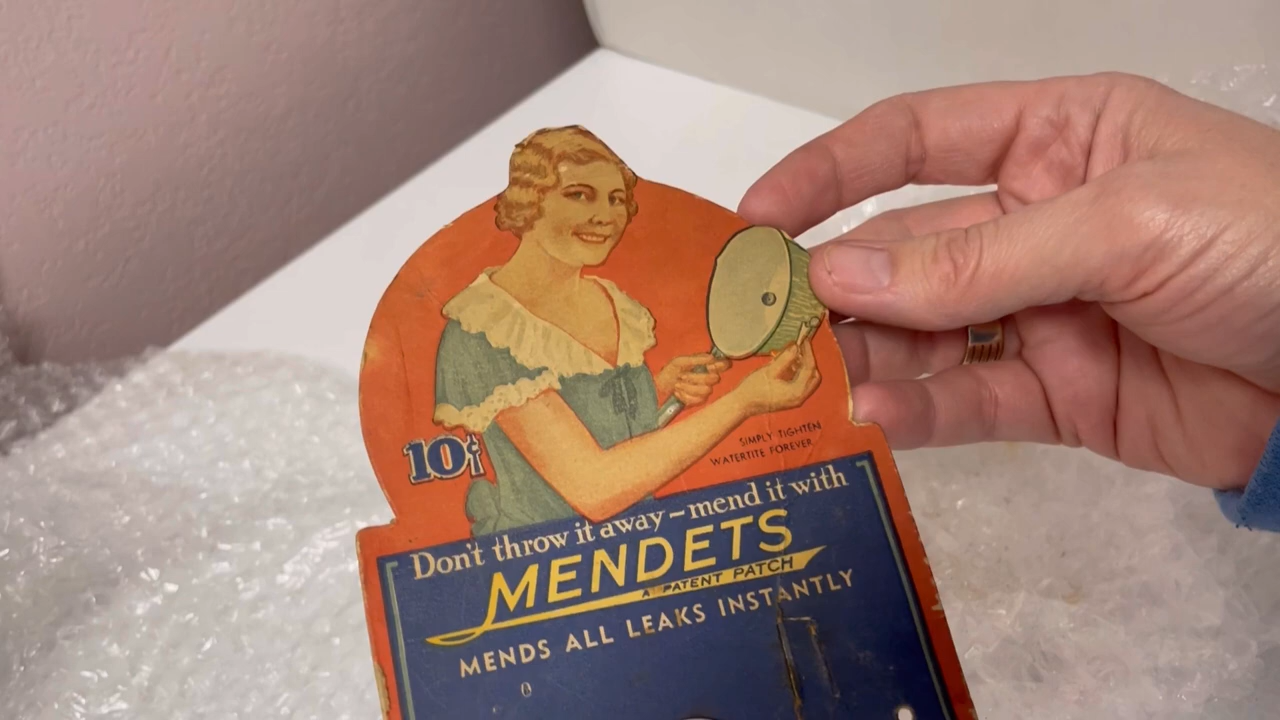 10¢
SIMPLY TIGHTEN
WATERTITE FOREVER
Don't throw it away – mend it with
MENDETS
A PATENT PATCH
MENDS ALL LEAKS INSTANTLY